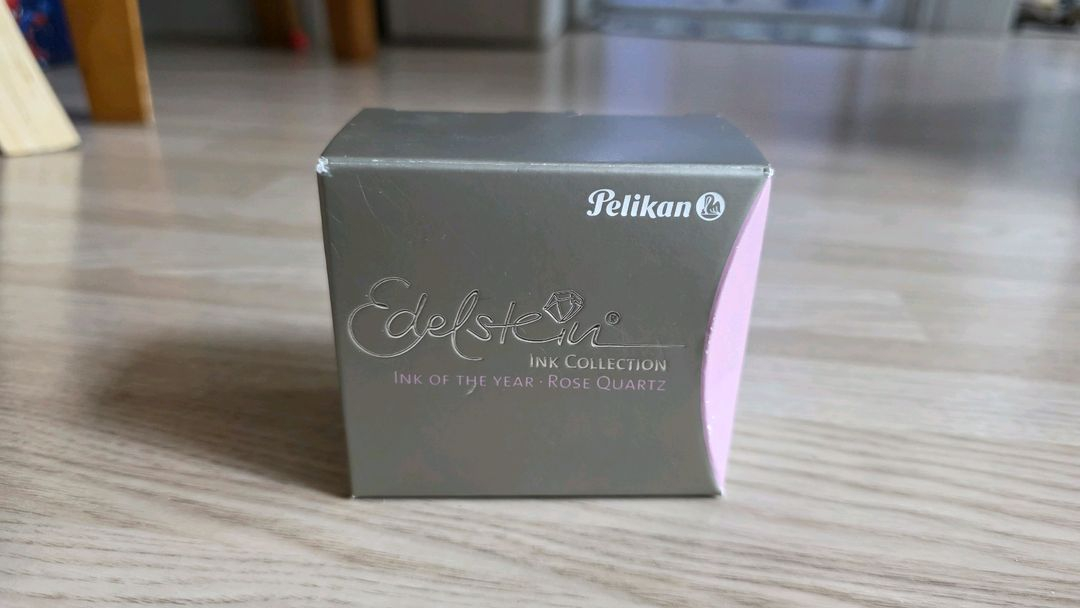 Pelikan
Edelstein®
INK COLLECTION
INK OF THE YEAR · ROSE QUARTZ